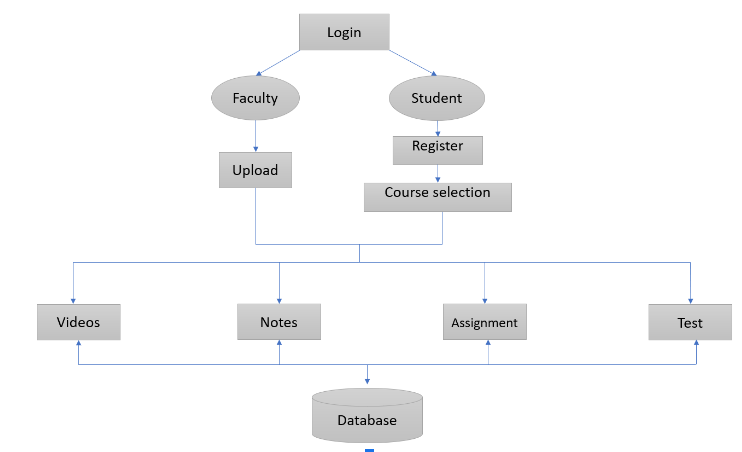 Login
Faculty
Student
Register
Upload
Course selection
Videos
Notes
Assignment
Test
Database